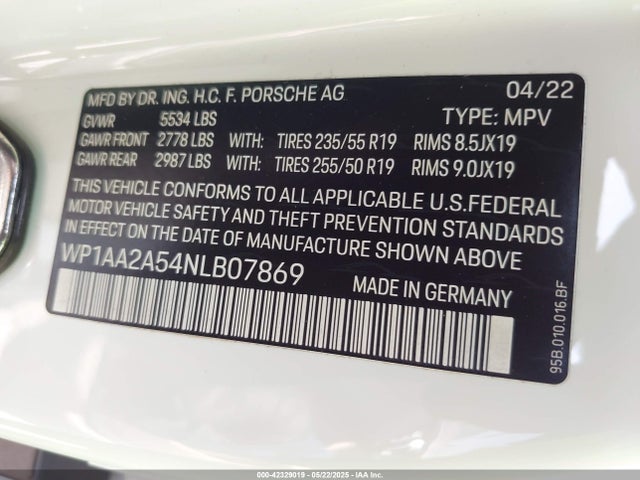 MFD BY DR. ING. H.C. F. PORSCHE AG 04/22
GVWR 5534 LBS TYPE: MPV
GAWR FRONT 2778 LBS WITH: TIRES 235/55 R19 RIMS 8.5JX19
GAWR REAR 2987 LBS WITH: TIRES 255/50 R19 RIMS 9.0JX19
THIS VEHICLE CONFORMS TO ALL APPLICABLE U.S.FEDERAL
MOTOR VEHICLE SAFETY AND THEFT PREVENTION STANDARDS
IN EFFECT ON THE DATE OF MANUFACTURE SHOWN ABOVE
WP1AA2A54NLB07869
MADE IN GERMANY
95B.010.016.BF
000-42329019 - 05/22/2025 - IAAI.COM